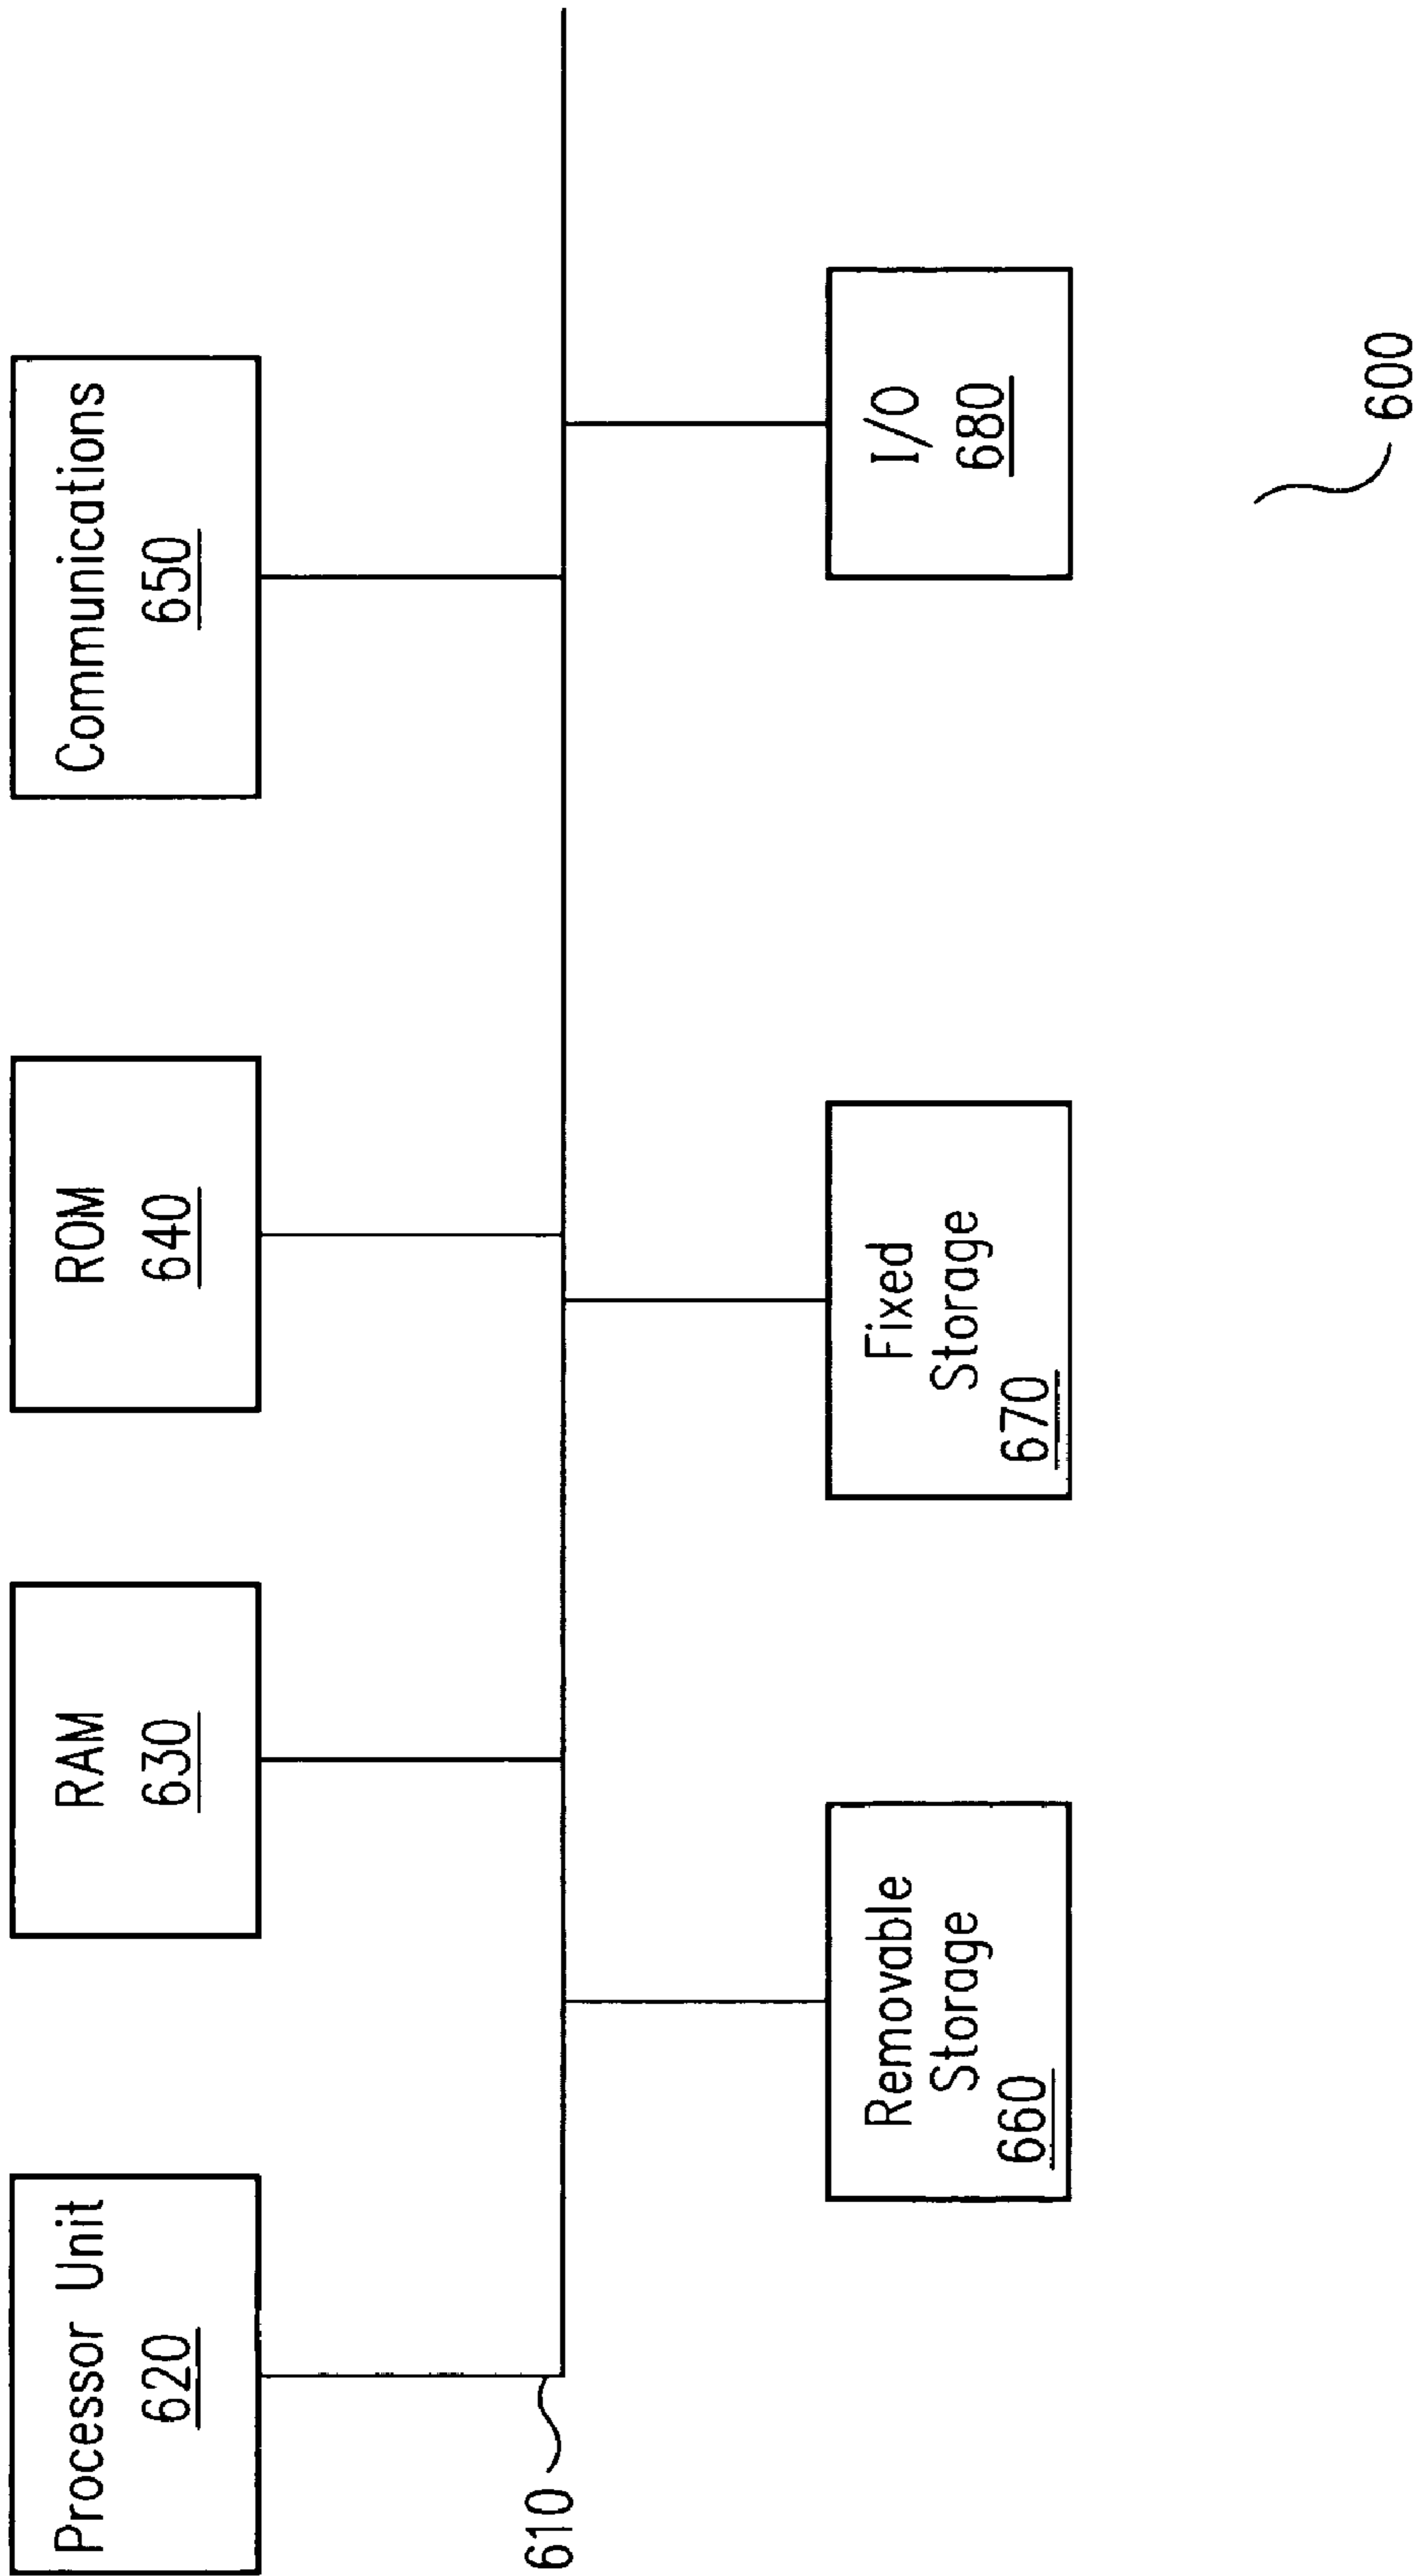 Processor Unit
620
RAM
630
ROM
640
Communications
650
610
Removable
Storage
660
Fixed
Storage
670
I/O
680
600